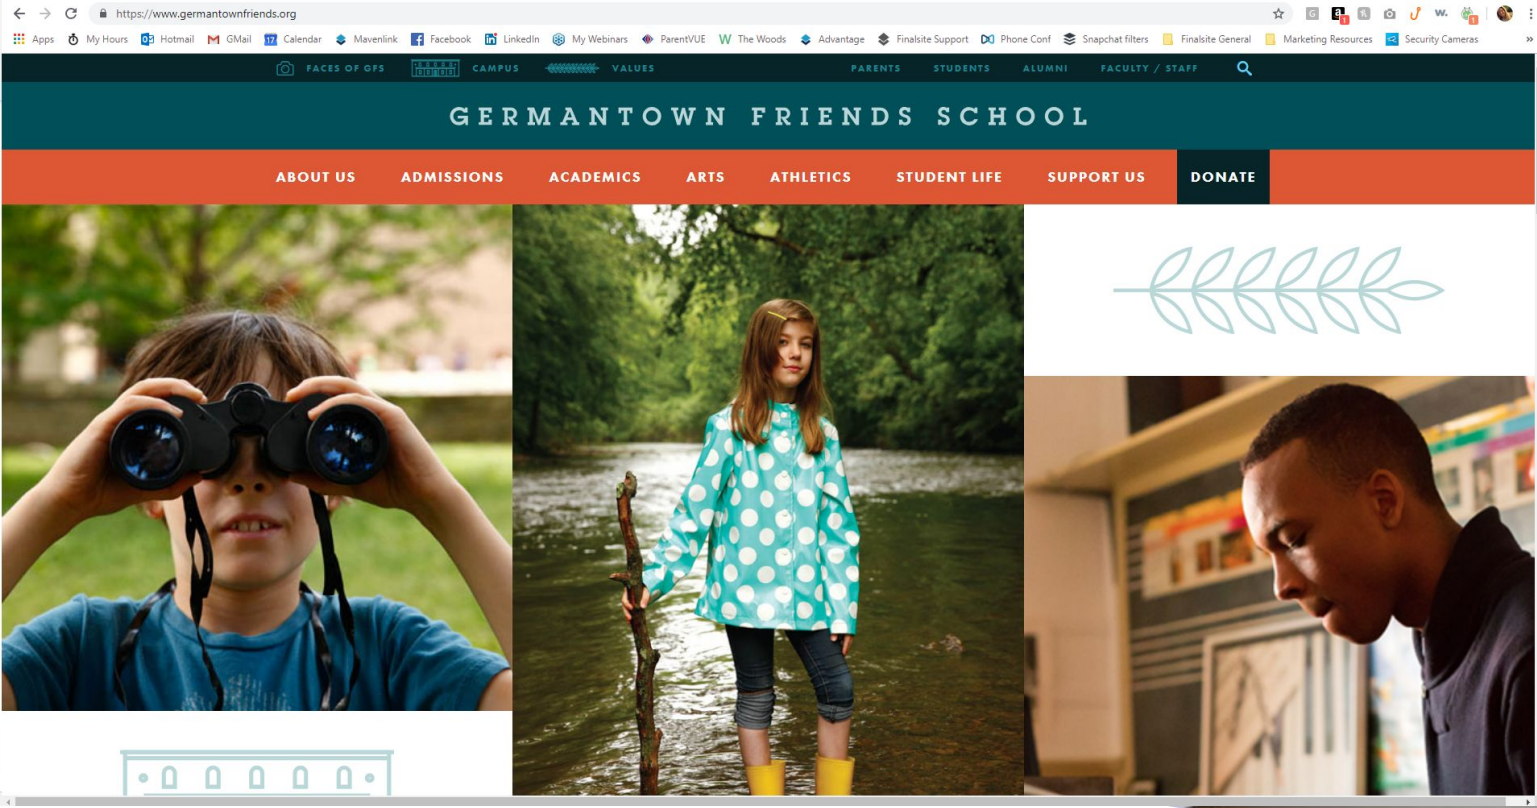 https://www.germantownfriends.org
Apps My Hours Hotmail GMail 17 Calendar Mavenlink Facebook LinkedIn My Webinars ParentVUE The Woods Advantage Finalsite Support Phone Conf Snapchat filters Finalsite General Marketing Resources Security Cameras »
FACES OF GFS CAMPUS VALUES PARENTS STUDENTS ALUMNI FACULTY / STAFF
GERMANTOWN FRIENDS SCHOOL
ABOUT US ADMISSIONS ACADEMICS ARTS ATHLETICS STUDENT LIFE SUPPORT US DONATE